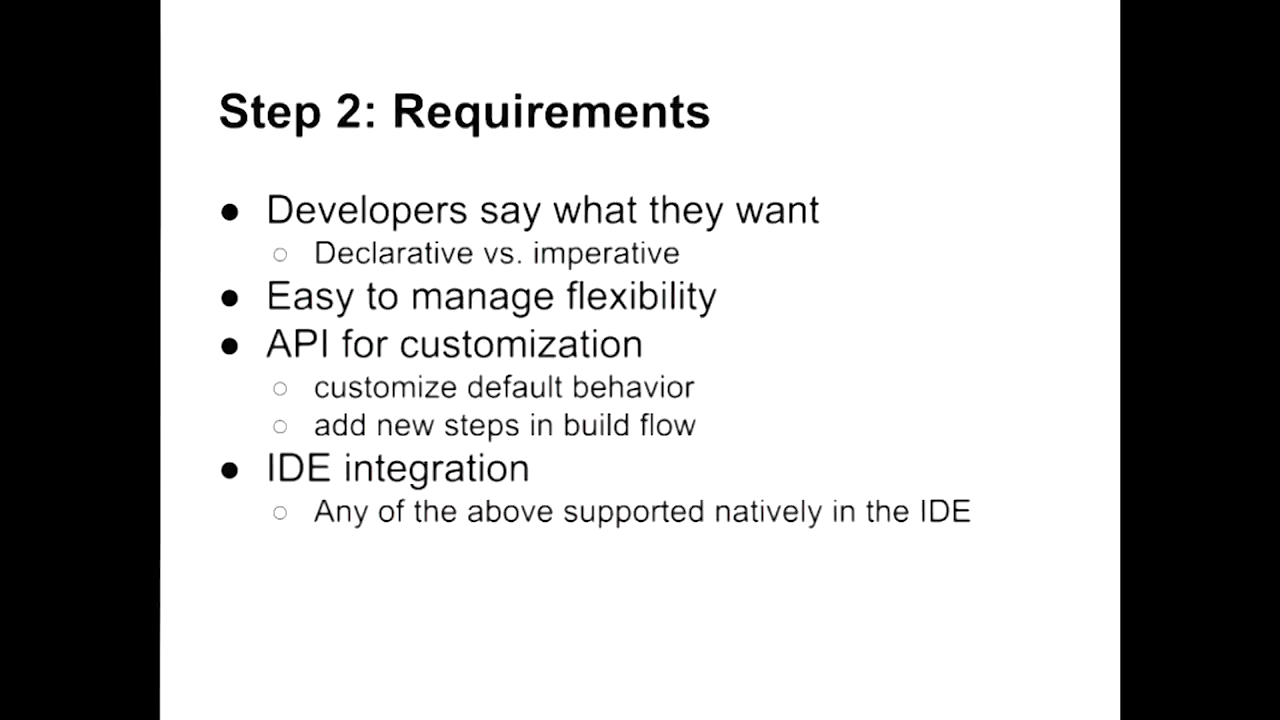 Step 2: Requirements
● Developers say what they want
○ Declarative vs. imperative
● Easy to manage flexibility
● API for customization
○ customize default behavior
○ add new steps in build flow
● IDE integration
○ Any of the above supported natively in the IDE